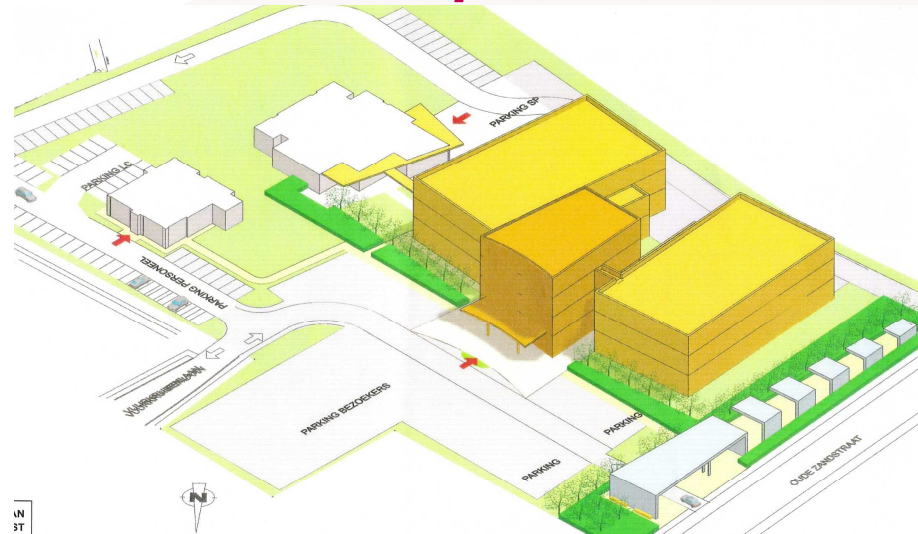 PARKING SP
PARKING LC
PARKING PERSONEEL
PARKING BEZOEKERS
PARKING
PARKING
OUDE ZANDSTRAAT
N
AN
ST